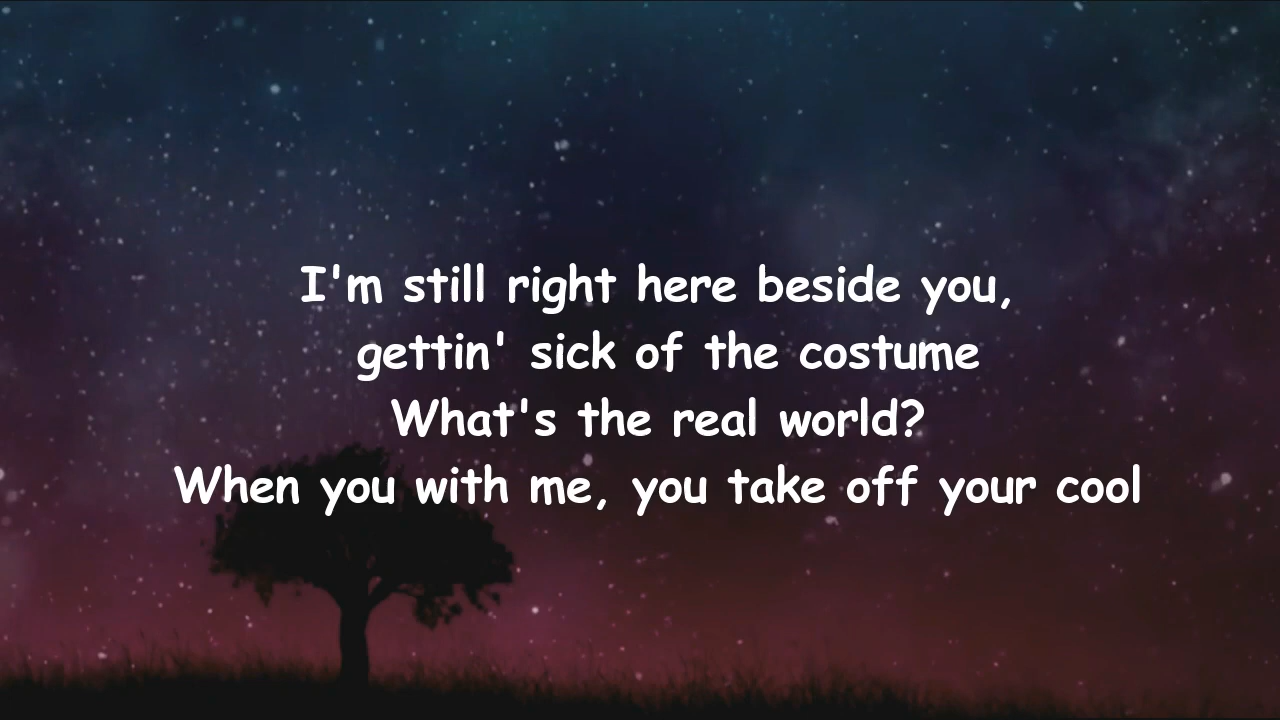 I'm still right here beside you,
gettin' sick of the costume
What's the real world?
When you with me, you take off your cool